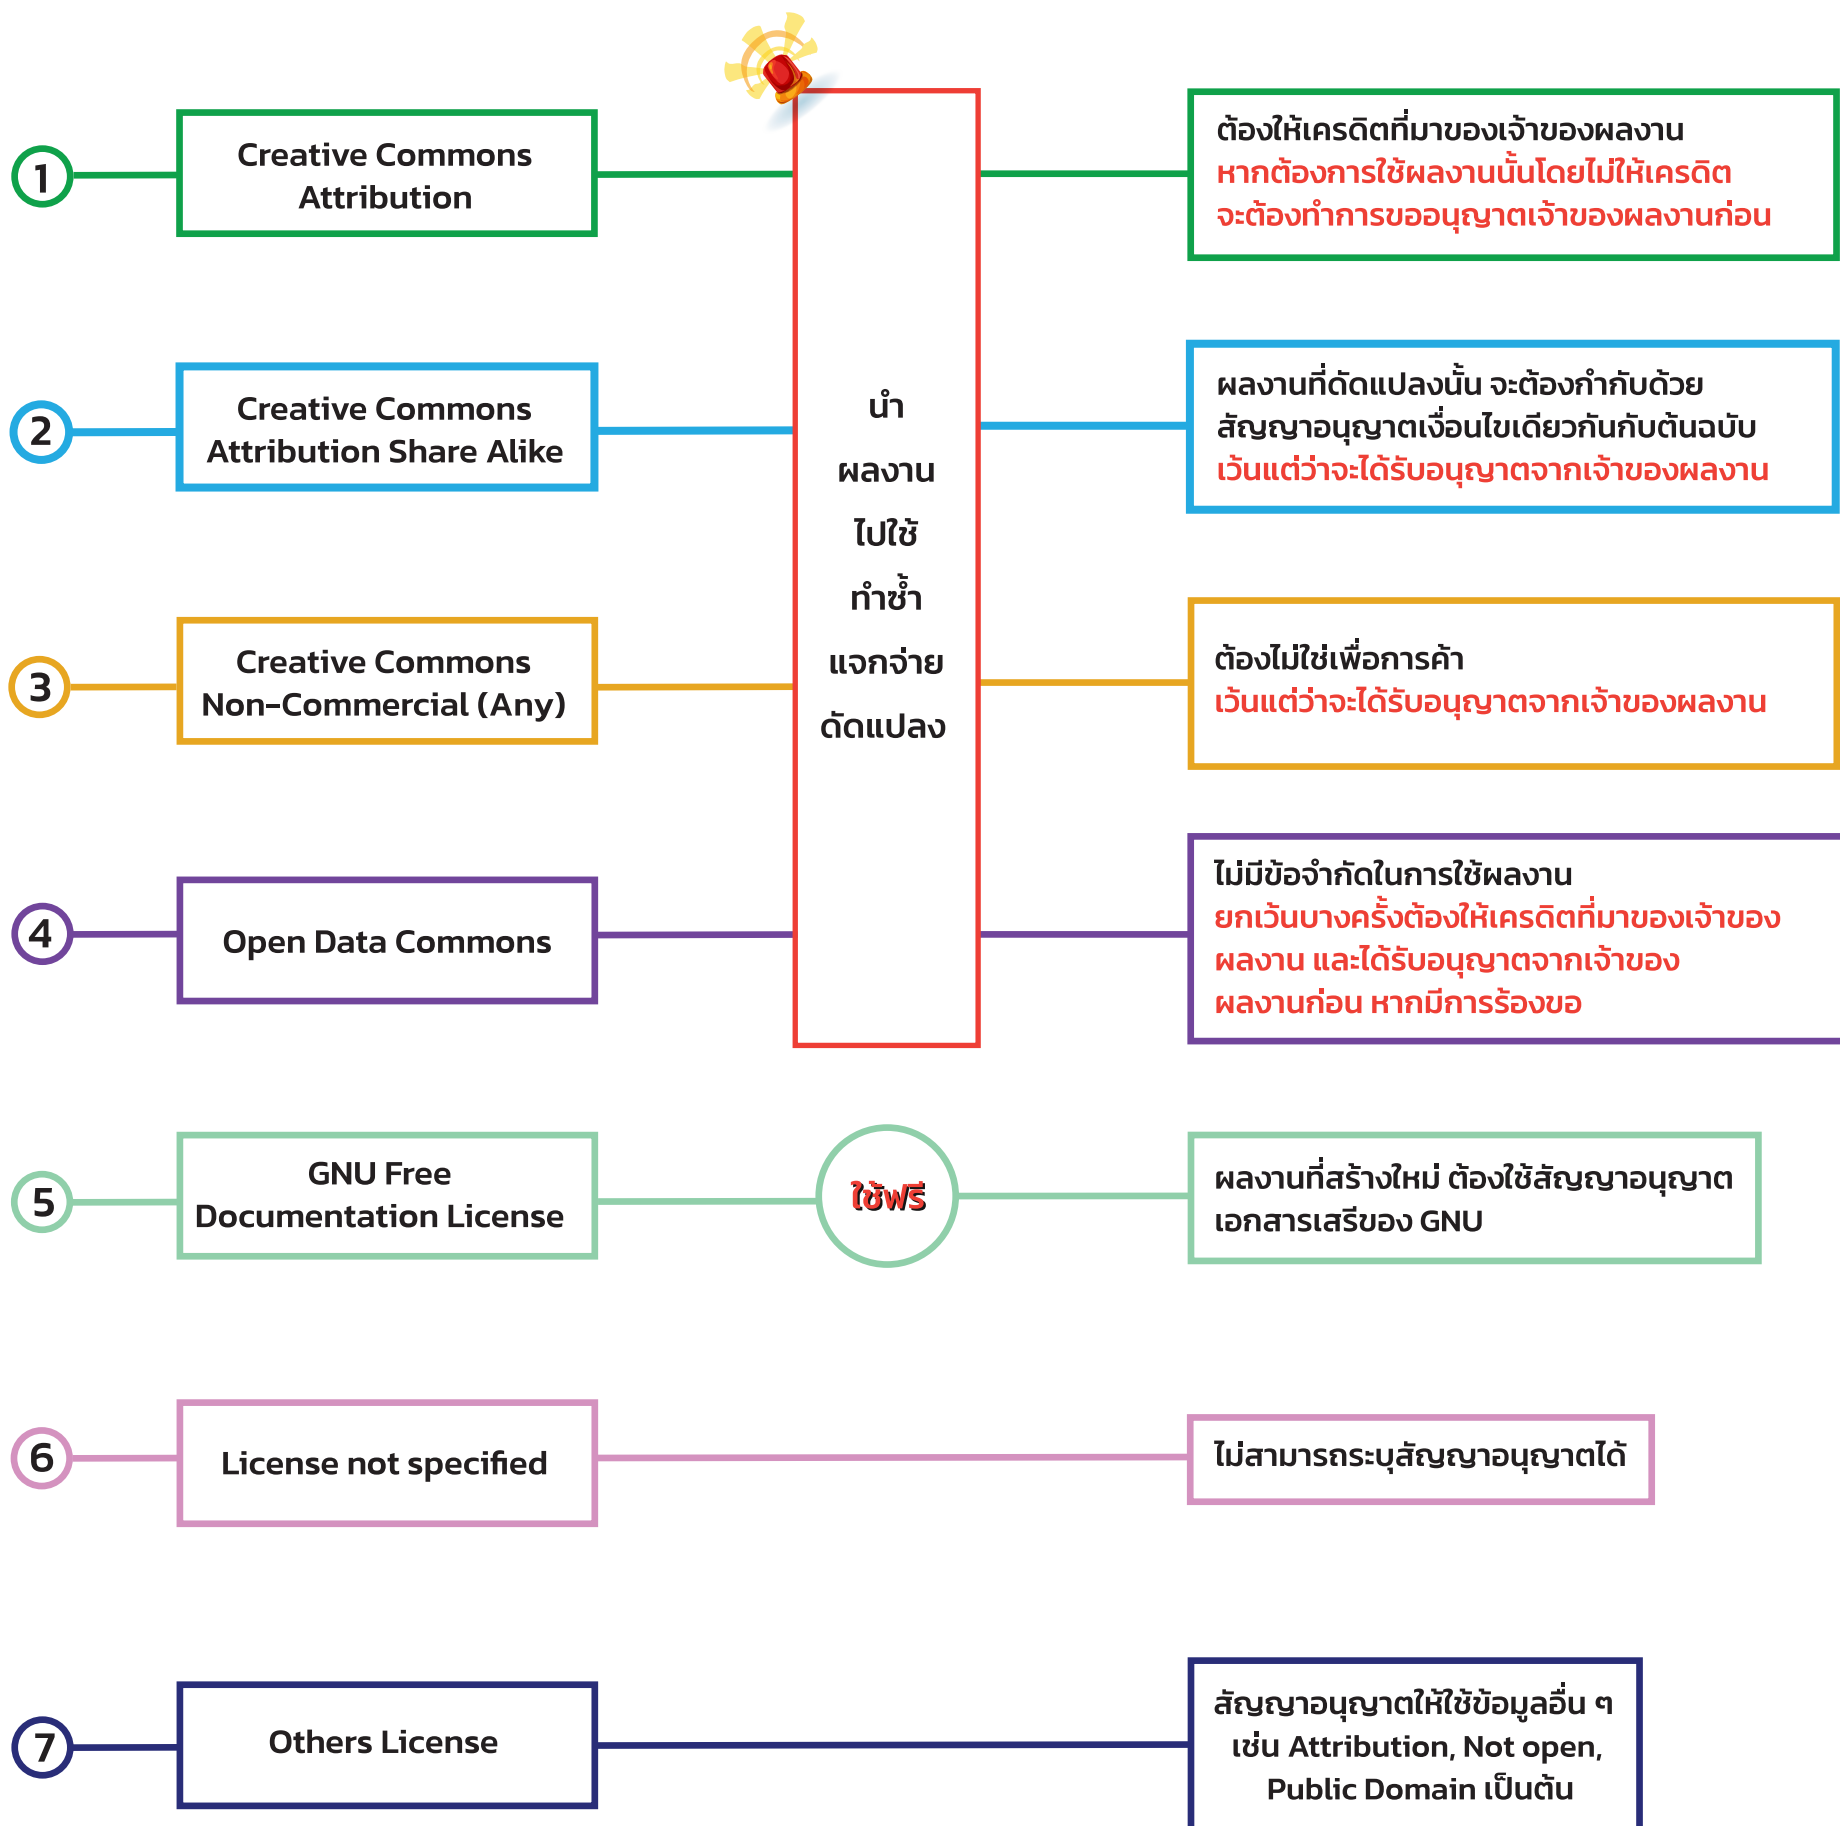 1
Creative Commons
Attribution
ต้องให้เครดิตที่มาของเจ้าของผลงาน
หากต้องการใช้ผลงานนั้นโดยไม่ให้เครดิต
จะต้องทำการขออนุญาตเจ้าของผลงานก่อน
2
Creative Commons
Attribution Share Alike
ผลงานที่ดัดแปลงนั้น จะต้องกำกับด้วย
สัญญาอนุญาตเงื่อนไขเดียวกันกับต้นฉบับ
เว้นแต่ว่าจะได้รับอนุญาตจากเจ้าของผลงาน
นำ
ผลงาน
ไปใช้
ทำซ้ำ
แจกจ่าย
ดัดแปลง
3
Creative Commons
Non-Commercial (Any)
ต้องไม่ใช่เพื่อการค้า
เว้นแต่ว่าจะได้รับอนุญาตจากเจ้าของผลงาน
4
Open Data Commons
ไม่มีข้อจำกัดในการใช้ผลงาน
ยกเว้นบางครั้งต้องให้เครดิตที่มาของเจ้าของ
ผลงาน และได้รับอนุญาตจากเจ้าของ
ผลงานก่อน หากมีการร้องขอ
5
GNU Free
Documentation License
ใช้ฟรี
ผลงานที่สร้างใหม่ ต้องใช้สัญญาอนุญาต
เอกสารเสรีของ GNU
6
License not specified
ไม่สามารถระบุสัญญาอนุญาตได้
7
Others License
สัญญาอนุญาตให้ใช้ข้อมูลอื่น ๆ
เช่น Attribution, Not open,
Public Domain เป็นต้น